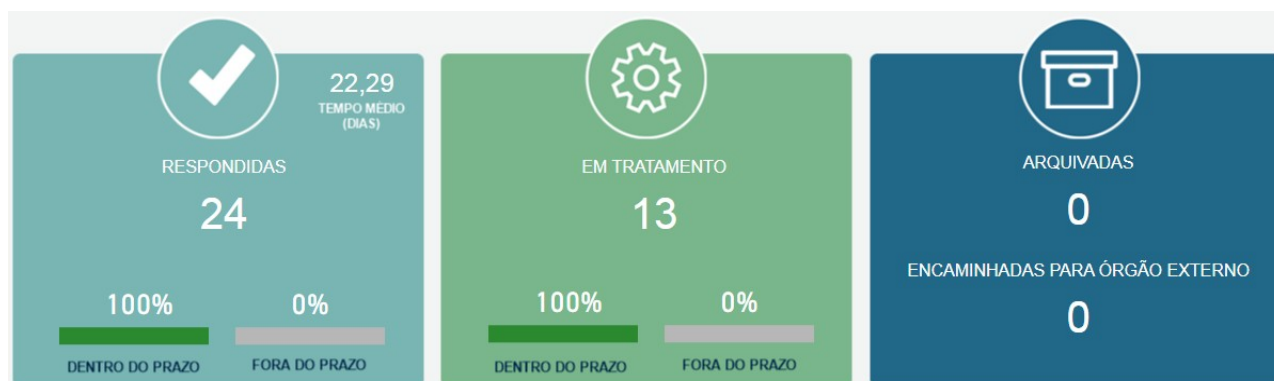 22,29
TEMPO MÉDIO
(DIAS)
RESPONDIDAS
24
100%
0%
DENTRO DO PRAZO
FORA DO PRAZO
EM TRATAMENTO
13
100%
0%
DENTRO DO PRAZO
FORA DO PRAZO
ARQUIVADAS
0
ENCAMINHADAS PARA ÓRGÃO EXTERNO
0